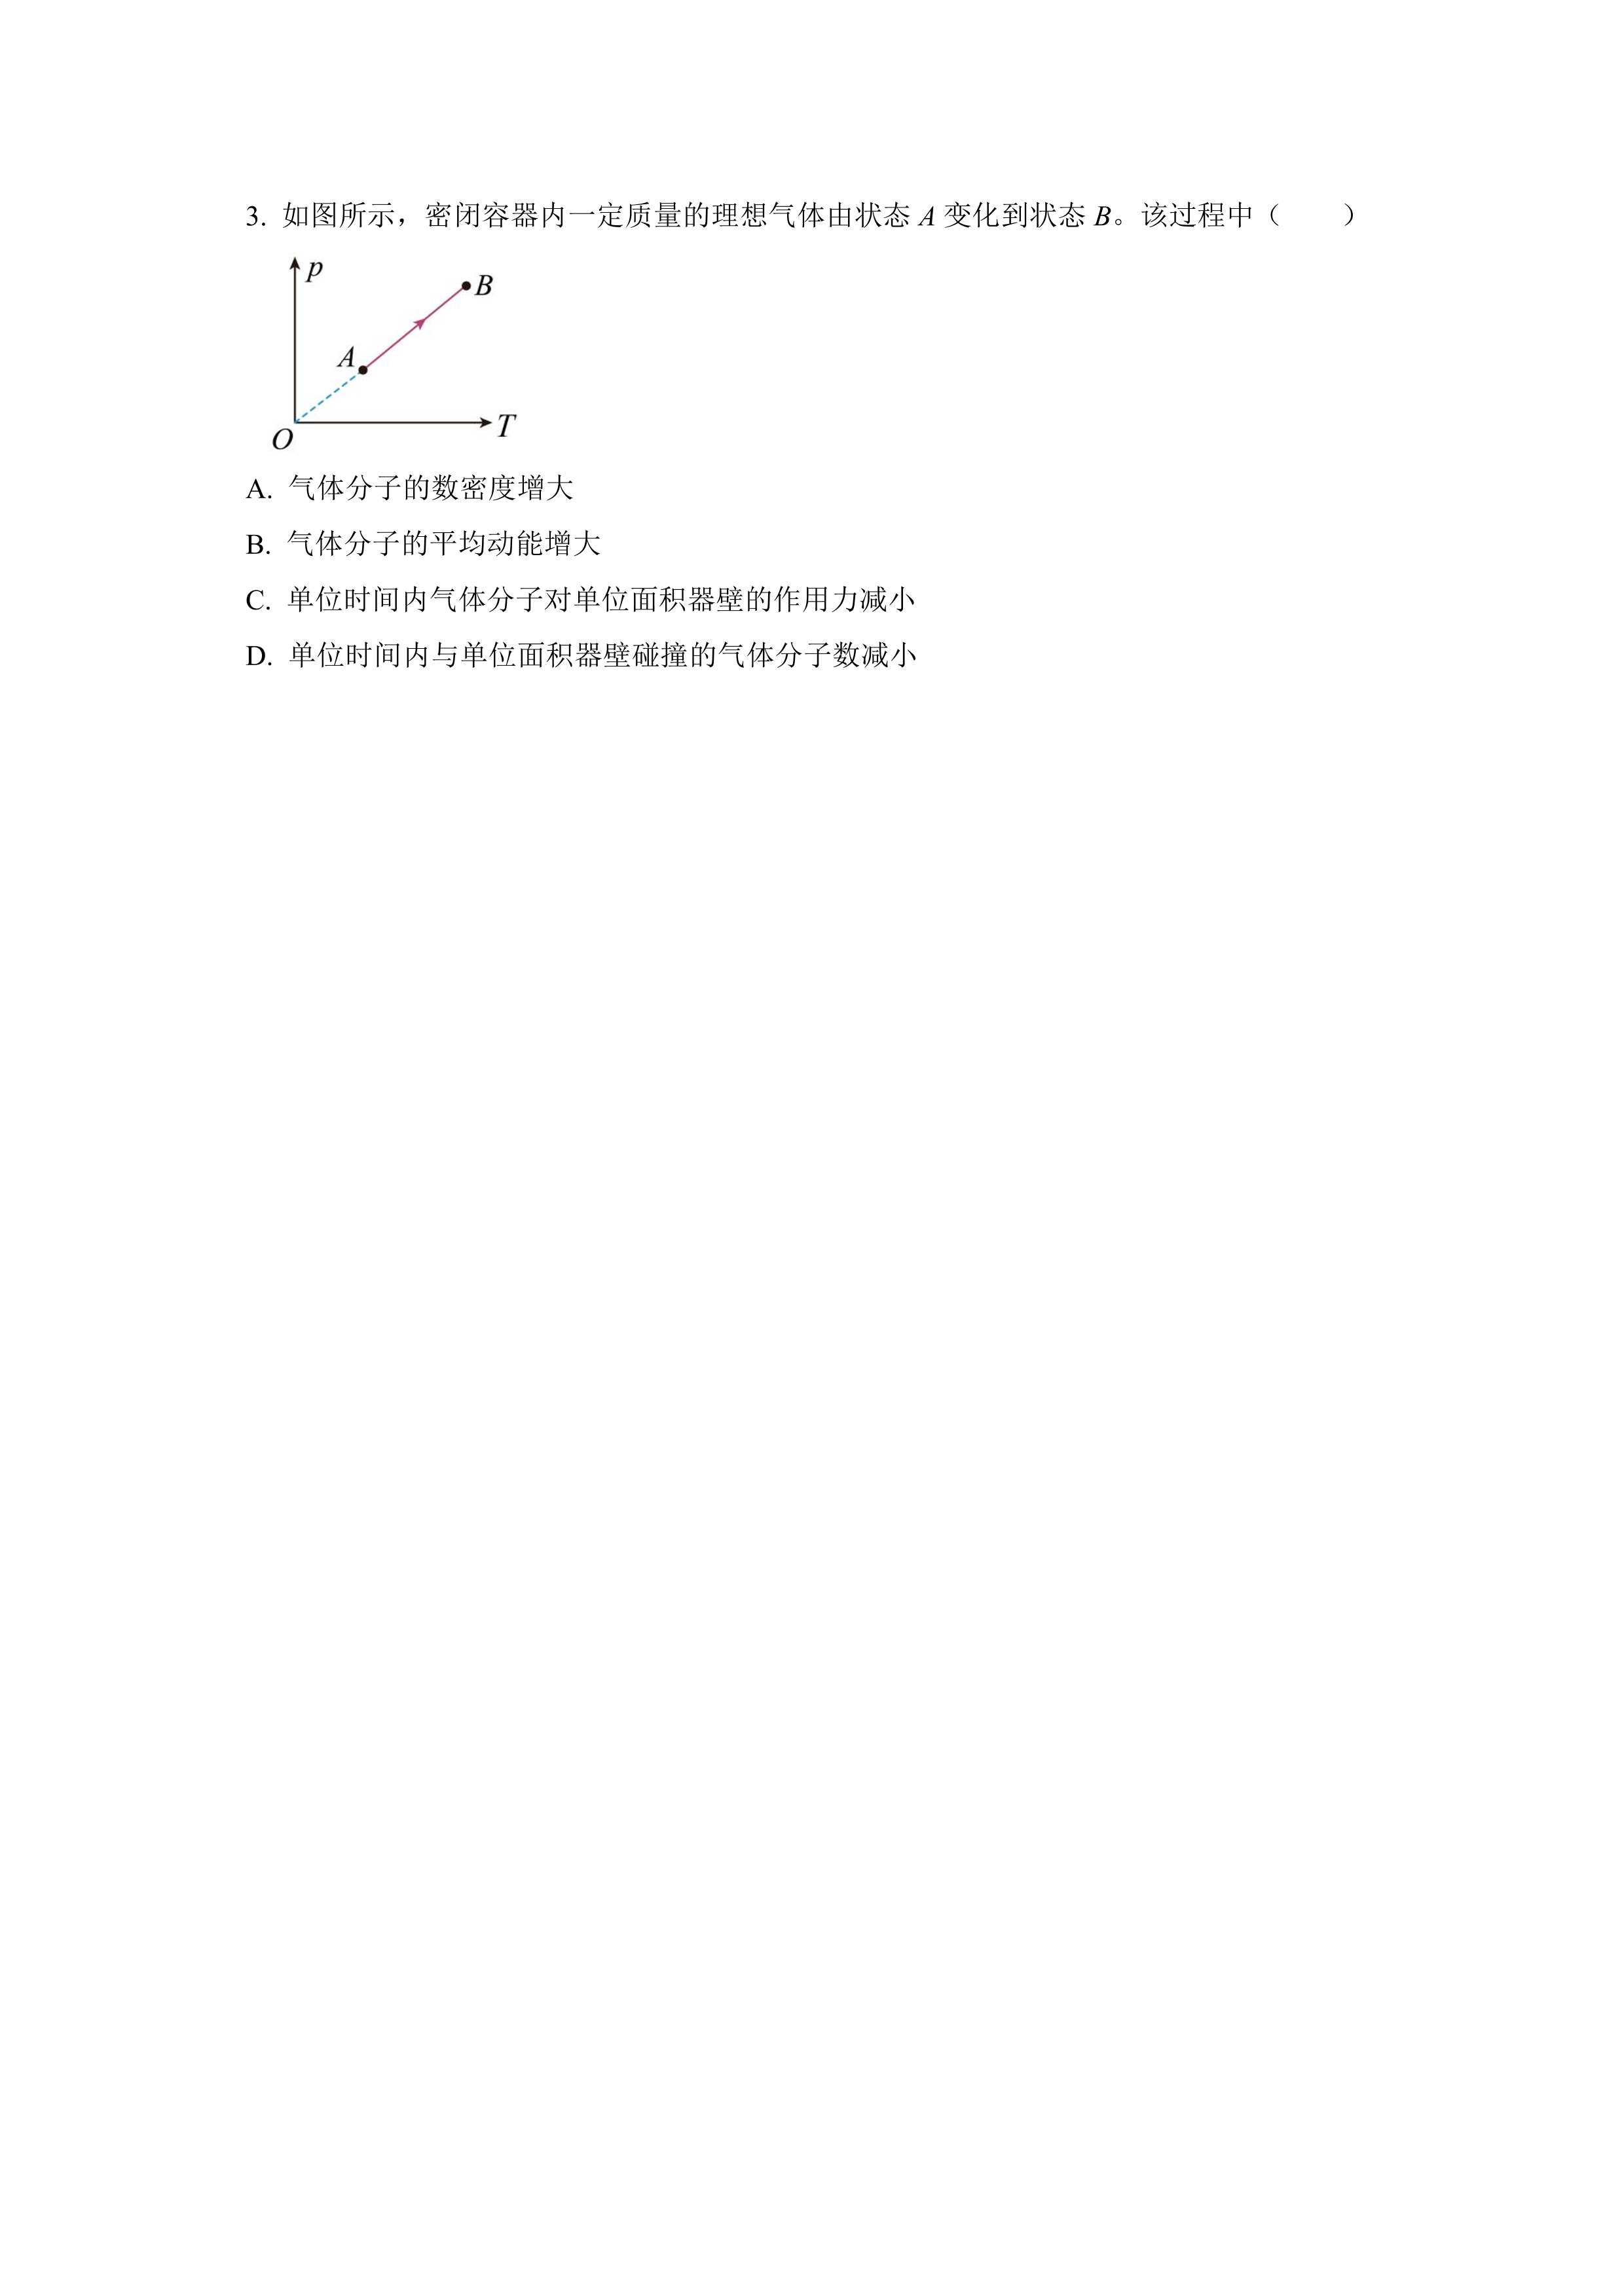 3. 如图所示，密闭容器内一定质量的理想气体由状态 A 变化到状态 B。该过程中（　　）
p
B
A
O
T
A. 气体分子的数密度增大
B. 气体分子的平均动能增大
C. 单位时间内气体分子对单位面积器壁的作用力减小
D. 单位时间内与单位面积器壁碰撞的气体分子数减小